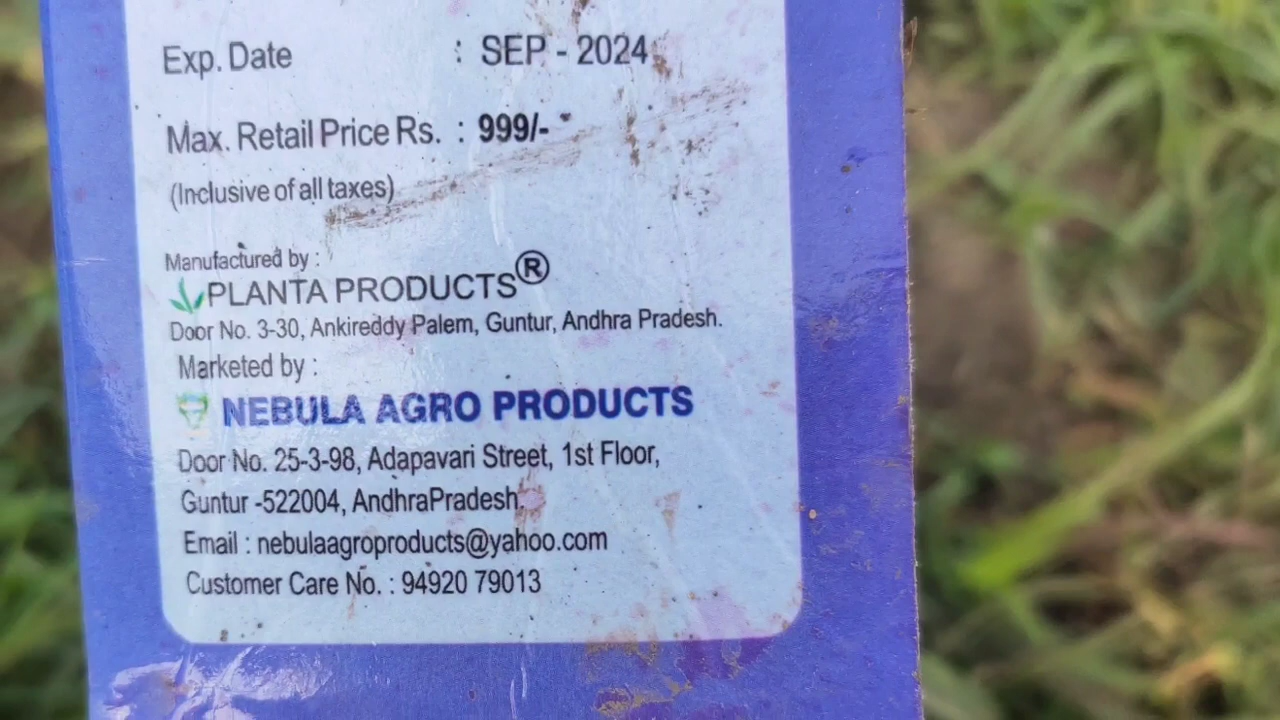 Exp. Date : SEP - 2024
Max. Retail Price Rs. : 999/-
(Inclusive of all taxes)
Manufactured by :
PLANTA PRODUCTS®
Door No. 3-30, Ankireddy Palem, Guntur, Andhra Pradesh.
Marketed by :
NEBULA AGRO PRODUCTS
Door No. 25-3-98, Adapavari Street, 1st Floor,
Guntur -522004, AndhraPradesh.
Email : nebulaagroproducts@yahoo.com
Customer Care No. : 94920 79013